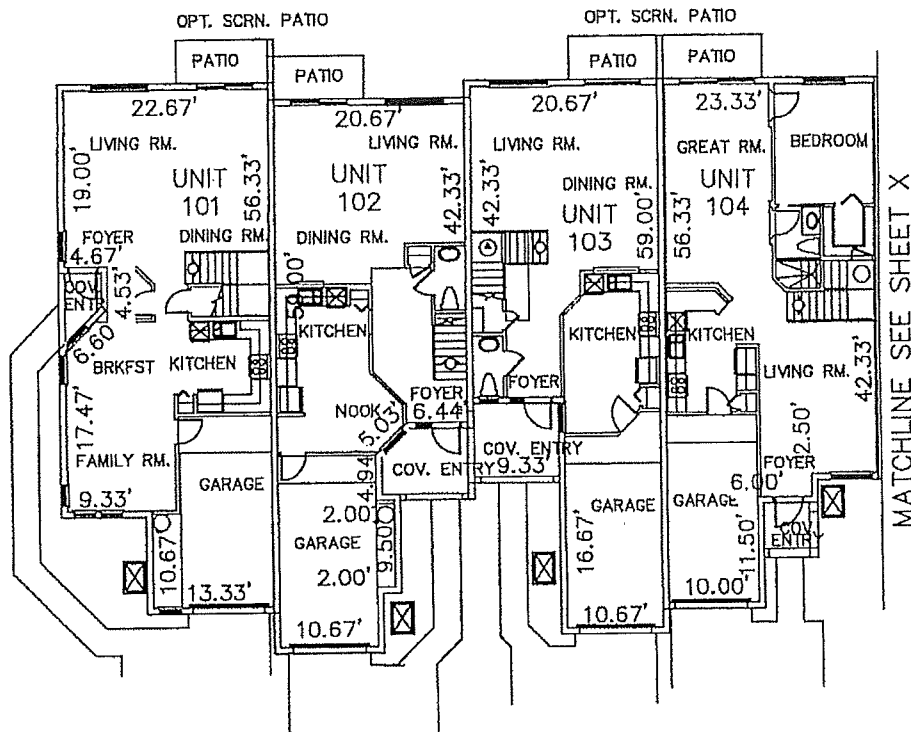 OPT. SCRN. PATIO
OPT. SCRN. PATIO
PATIO
PATIO
PATIO
PATIO
22.67'
LIVING RM.
19.00'
UNIT
101
56.33'
FOYER
4.67'
DINING RM.
COV.
ENTRY
4.53'
6.60
BRKFST
KITCHEN
17.47'
FAMILY RM.
9.33'
GARAGE
10.67'
13.33'
20.67'
LIVING RM.
UNIT
102
42.33'
DINING RM.
KITCHEN
NOOK
FOYER
6.44'
5.03'
4.94
COV. ENTRY
2.00'
GARAGE
2.00'
9.50'
10.67'
20.67'
LIVING RM.
42.33'
DINING RM.
UNIT
103
59.00'
KITCHEN
FOYER
COV. ENTRY
9.33'
GARAGE
16.67'
10.67'
23.33'
GREAT RM.
BEDROOM
UNIT
104
56.33'
KITCHEN
LIVING RM.
42.33'
2.50'
FOYER
6.00'
GARAGE
COV.
ENTRY
11.50'
10.00'
MATCHLINE SEE SHEET X